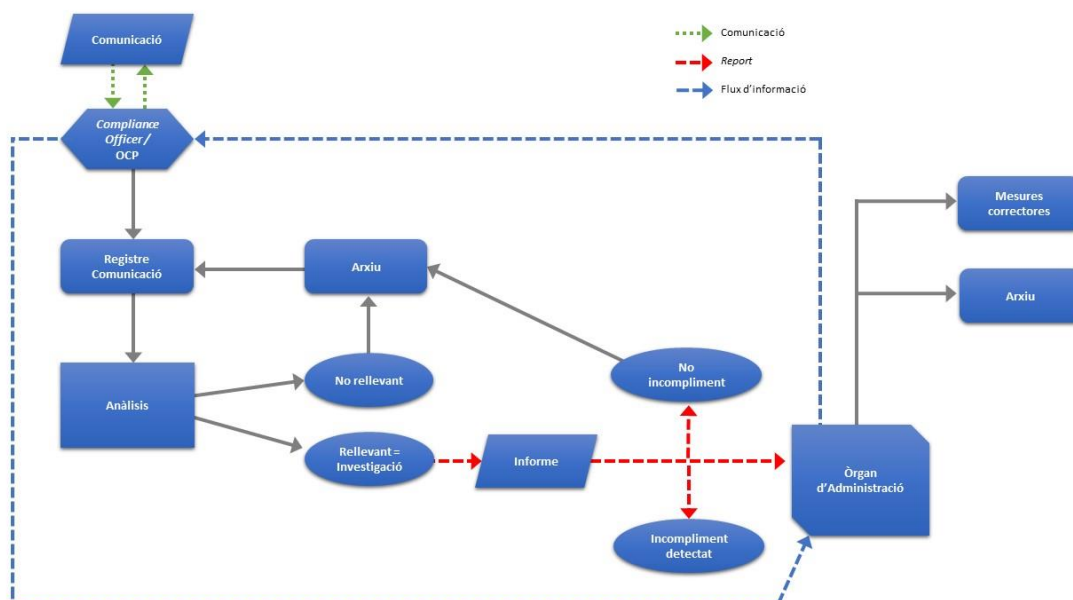 Comunicació
Comunicació
Report
Flux d'informació
Compliance
Officer /
OCP
Mesures
correctores
Registre
Comunicació
Arxiu
Arxiu
No rellevant
No
incompliment
Anàlisis
Rellevant =
Investigació
Informe
Òrgan
d'Administració
Incompliment
detectat